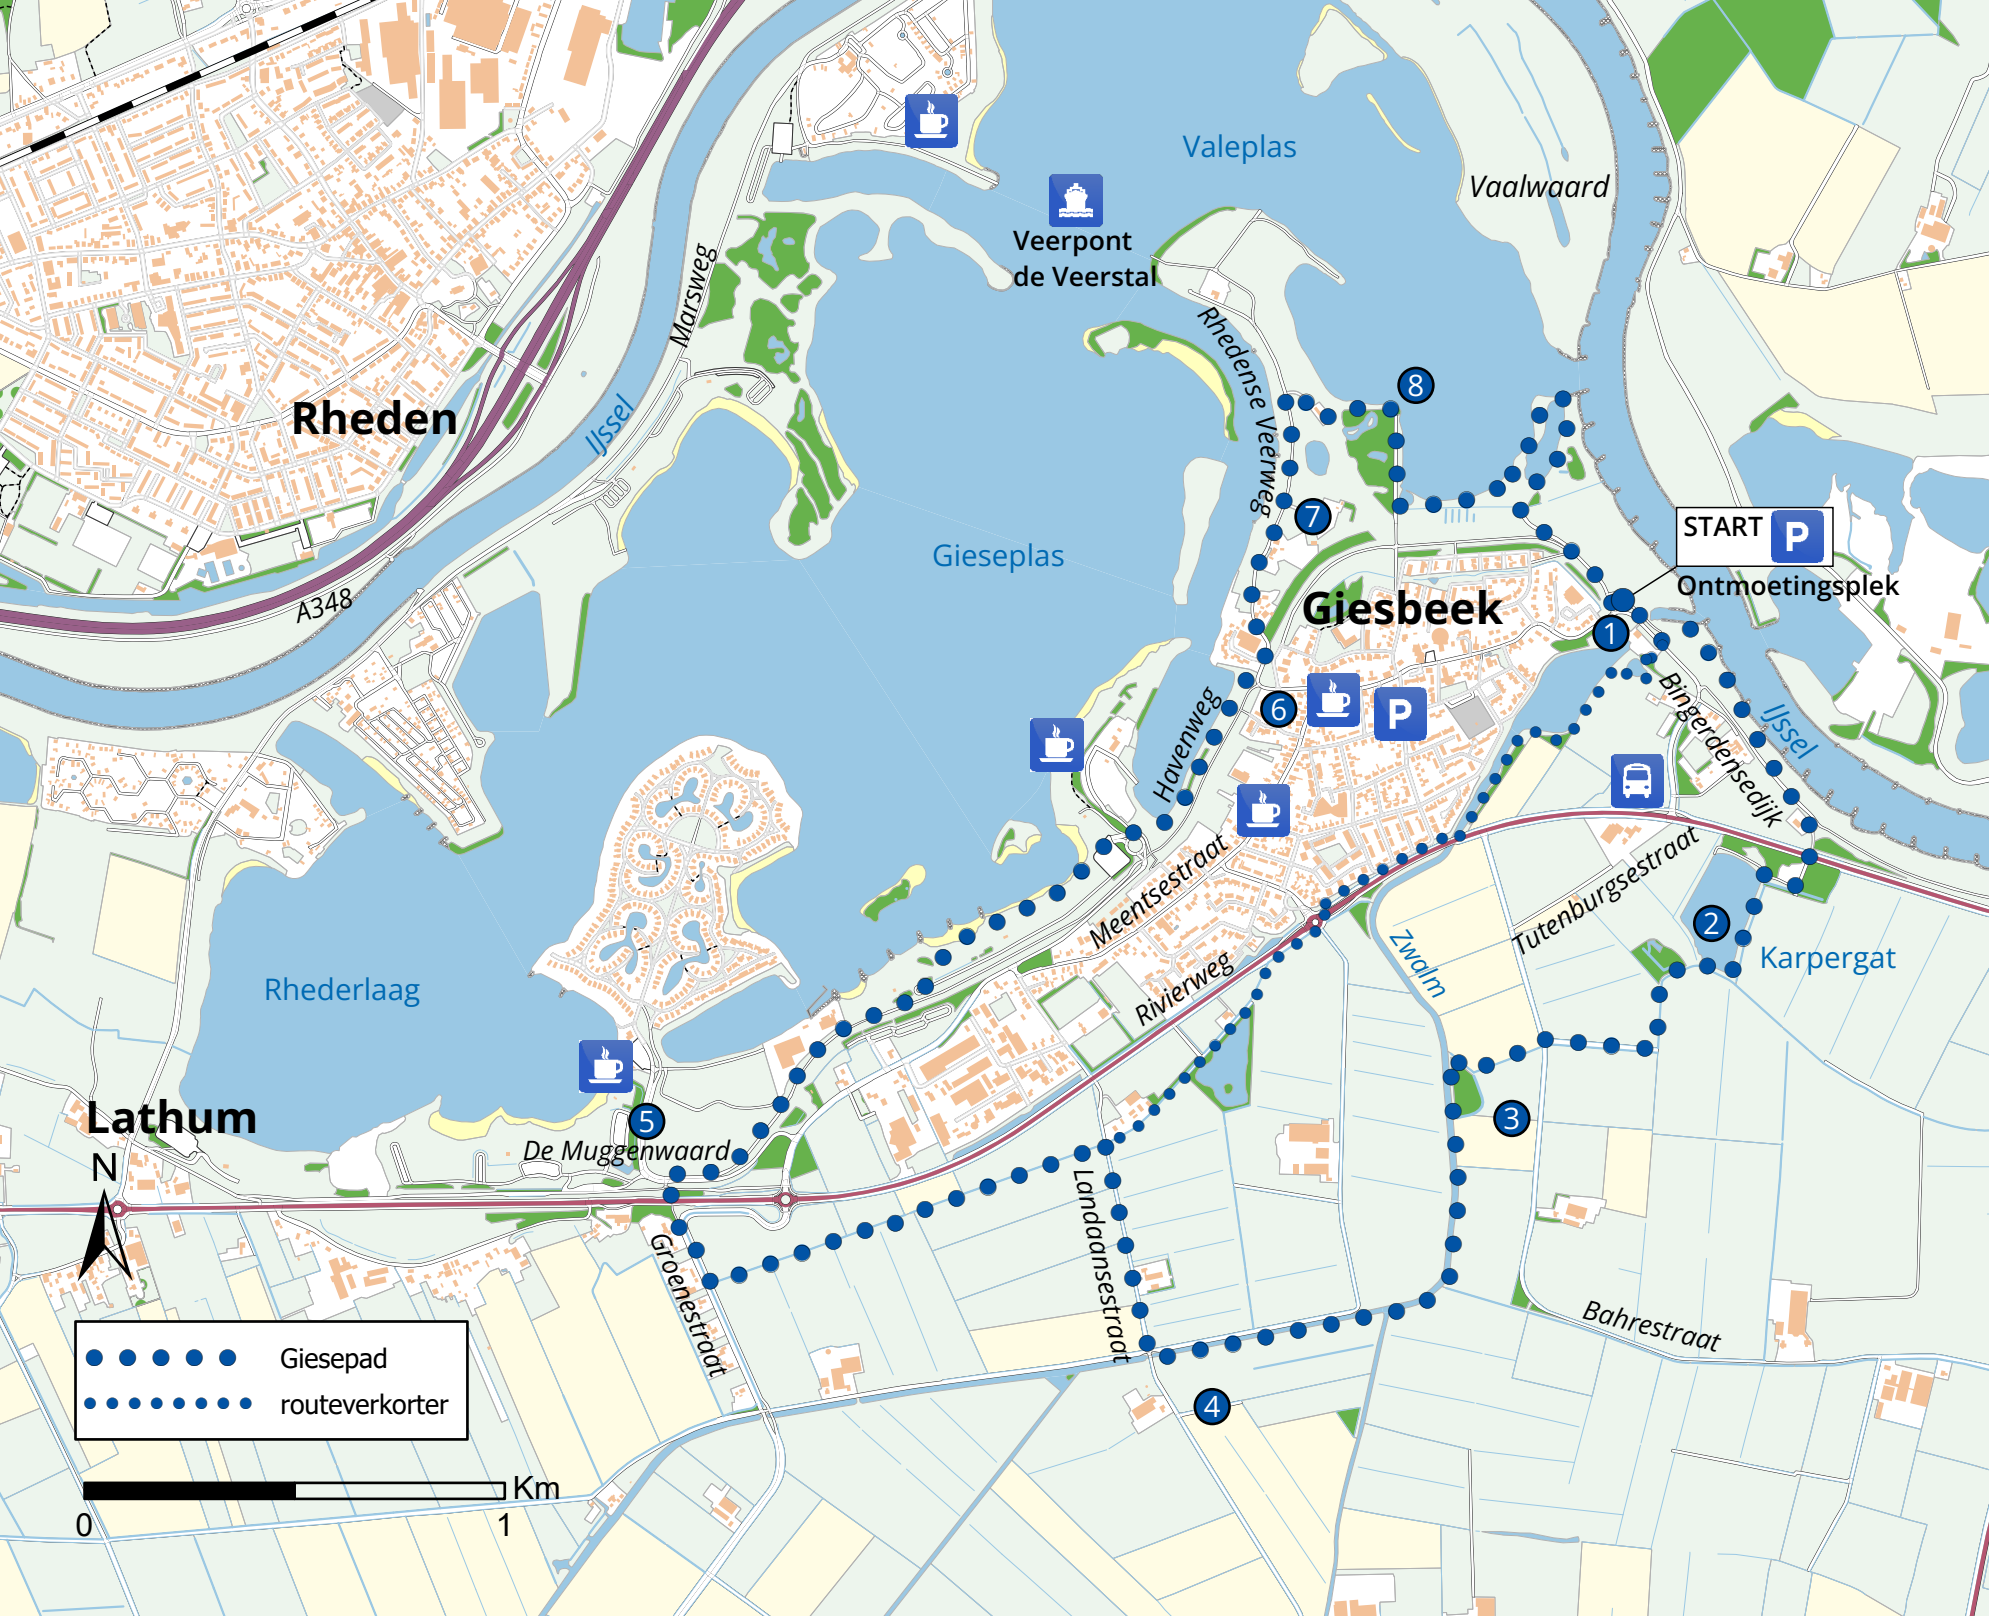 Valeplas
Vaalwaard
Veerpont
de Veerstal
Marsweg
Rhedense Veerweg
8
Rheden
IJssel
7
START P
Gieseplas
Ontmoetingsplek
A348
Giesbeek
1
Bingerdensedijk
IJssel
Havenweg
6
P
Meentsestraat
Tutenburgsestraat
2
Karpergat
Zwalm
Rivierweg
Rhederlaag
Lathum
5
De Muggenwaard
3
N
Landaansestraat
Groenestraat
Bahrestraat
4
Giesepad
routeverkorter
Km
0 1